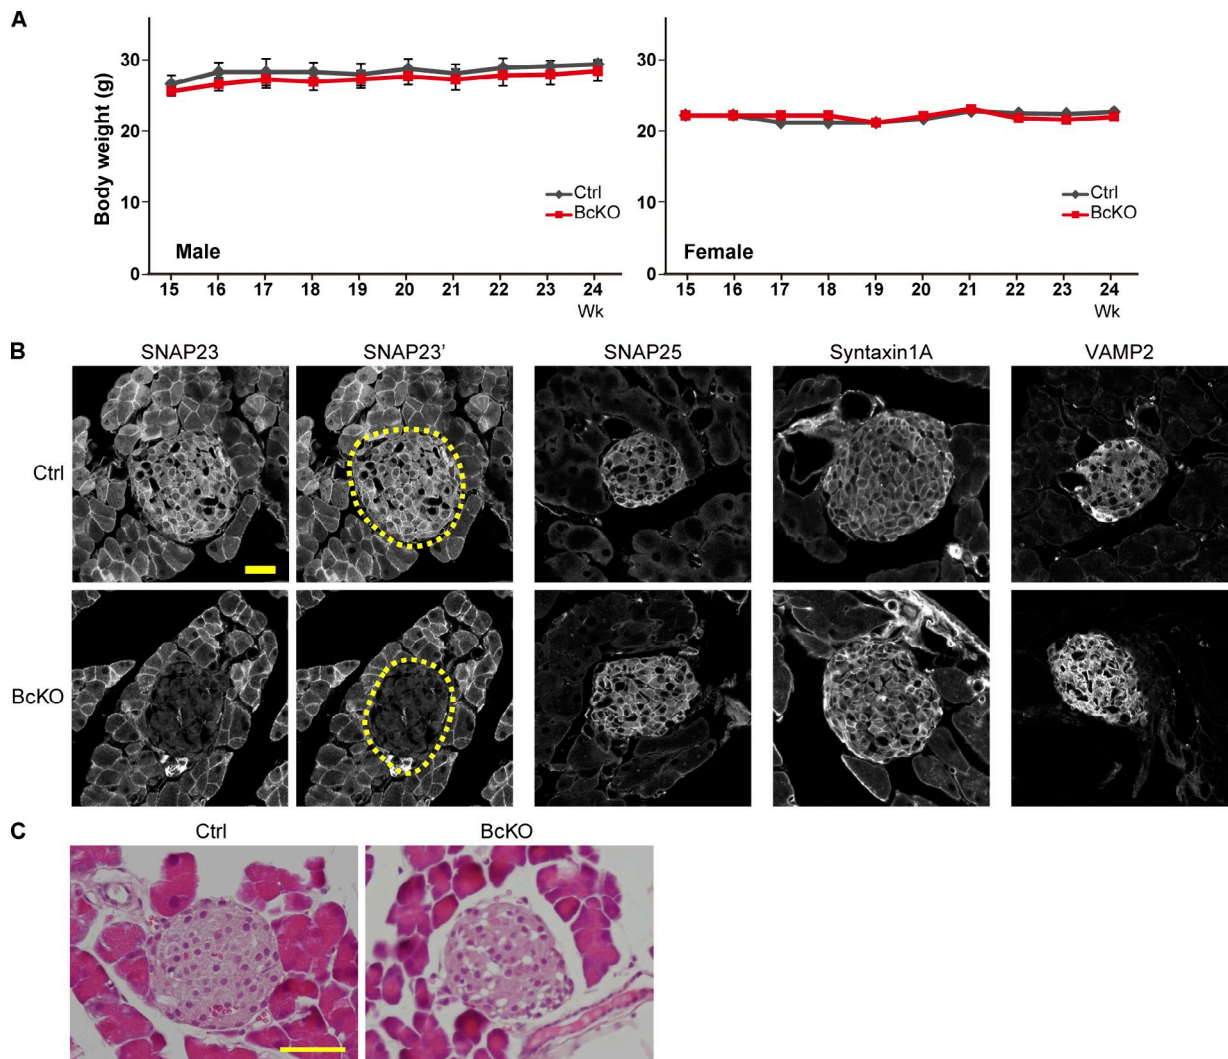 A
Body weight (g)
30
20
10
0
Ctrl
BcKO
Male
15 16 17 18 19 20 21 22 23 24
Wk
30
20
10
0
Ctrl
BcKO
Female
15 16 17 18 19 20 21 22 23 24
Wk
B
SNAP23 SNAP23' SNAP25 Syntaxin1A VAMP2
Ctrl
BcKO
C
Ctrl BcKO